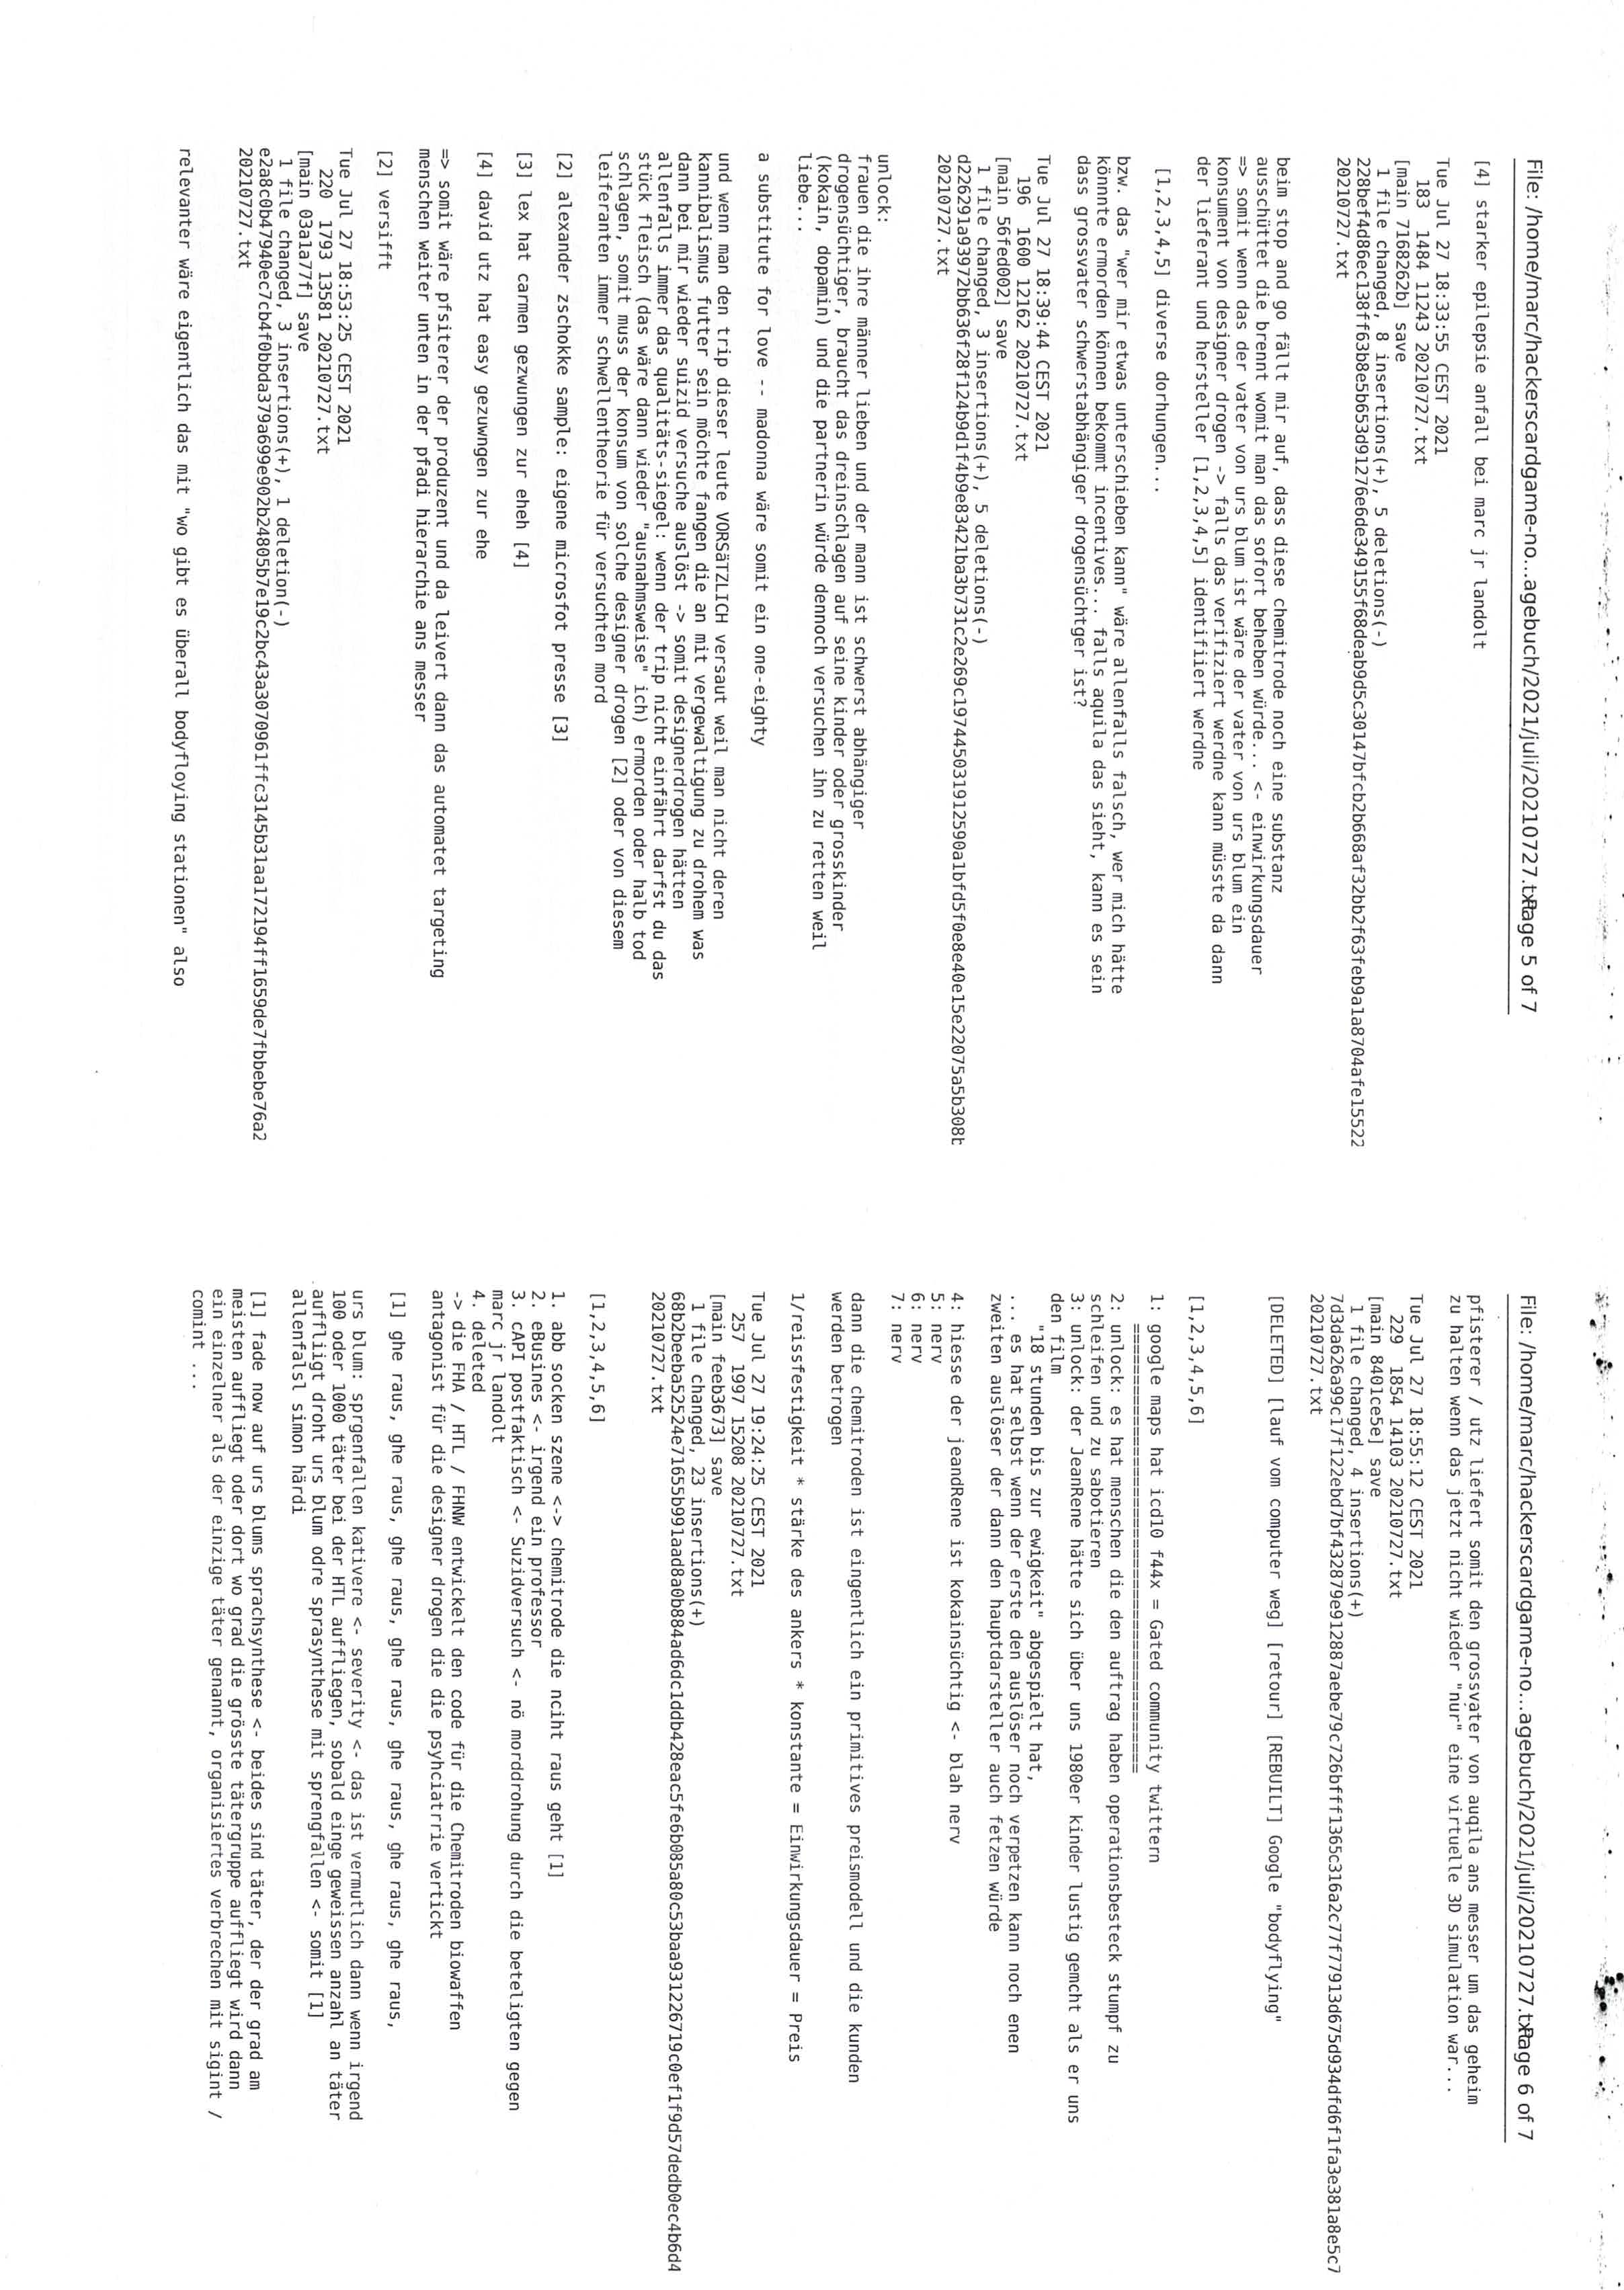 File: /home/marc/hackerscardgame-no...agebuch/2021/juli/20210727.txt Page 5 of 7
[4] starker epilepsie anfall bei marc jr landolt
Tue Jul 27 18:33:55 CEST 2021
183 1484 11243 20210727.txt
[main 716826b] save
1 file changed, 8 insertions(+), 5 deletions(-)
20210727.txt
beim stop and go fällt mir auf, dass diese chemitrode noch eine substanz
ausschüttet die brennt womit man das sofort beheben würde... <- einwirkungsdauer
=> somit wenn das der vater von urs blum ist wäre der vater von urs blum ein
konsument von designer drogen -> falls das verifiziert werdne kann müsste da dann
der lieferant und hersteller [1,2,3,4,5] identifiiert werdne
[1,2,3,4,5] diverse dorhungen...
bzw. das "wer mir etwas unterschieben kann" wäre allenfalls falsch, wer mich hätte
könnte ermorden können bekommt incentives... falls aquila das sieht, kann es sein
dass grossvater schwerstabhängiger drogensüchtger ist?
Tue Jul 27 18:39:44 CEST 2021
196 1600 12162 20210727.txt
[main 56fed002] save
1 file changed, 3 insertions(+), 5 deletions(-)
20210727.txt
unlock:
frauen die ihre männer lieben und der mann ist schwerst abhängiger
drogensüchtiger, braucht das dreinschlagen auf seine kinder oder grosskinder
(kokain, dopamin) und die partnerin würde dennoch versuchen ihn zu retten weil
liebe...
a substitute for love -- madonna wäre somit ein one-eighty
und wenn man den trip dieser leute VORSäTZLICH versaut weil man nicht deren
kannibalismus futter sein möchte fangen die an mit vergewaltigung zu drohem was
dann bei mir wieder suizid versuche auslöst -> somit designerdrogen hätten
allenfalls immer das qualitäts-siegel: wenn der trip nicht einfährt darfst du das
stück fleisch (das wäre dann wieder "ausnahmsweise" ich) ermorden oder halb tod
schlagen, somit muss der konsum von solche designer drogen [2] oder von diesem
leiferanten immer schwellentheorie für versuchten mord
[2] alexander zschokke sample: eigene microsfot presse [3]
[3] lex hat carmen gezwungen zur eheh [4]
[4] david utz hat easy gezuwngen zur ehe
=> somit wäre pfsiterer der produzent und da leivert dann das automatet targeting
menschen weiter unten in der pfadi hierarchie ans messer
[2] versifft
Tue Jul 27 18:53:25 CEST 2021
220 1793 13581 20210727.txt
[main 03a1a77f] save
1 file changed, 3 insertions(+), 1 deletion(-)
20210727.txt
relevanter wäre eigentlich das mit "wo gibt es überall bodyfloying stationen" also
File: /home/marc/hackerscardgame-no...agebuch/2021/juli/20210727.txt Page 6 of 7
pfisterer / utz liefert somit den grossvater von auqila ans messer um das geheim
zu halten wenn das jetzt nicht wieder "nur" eine virtuelle 3D simulation war...
Tue Jul 27 18:55:12 CEST 2021
229 1854 14103 20210727.txt
[main 8401ce5e] save
1 file changed, 4 insertions(+)
20210727.txt
[DELETED] [lauf vom computer weg] [retour] [REBUILT] Google "bodyflying"
[1,2,3,4,5,6]
1: google maps hat icd10 f44x = Gated community twittern
2: unlock: es hat menschen die den auftrag haben operationsbesteck stumpf zu
schleifen und zu sabotieren
3: unlock: der JeanRene hätte sich über uns 1980er kinder lustig gemcht als er uns
den film
"18 stunden bis zur ewigkeit" abgespielt hat,
... es hat selbst wenn der erste den auslöser noch verpetzen kann noch enen
zweiten auslöser der dann den hauptdarsteller auch fetzen würde
4: hiesse der jeandRene ist kokainsüchtig <- blah nerv
5: nerv
6: nerv
7: nerv
dann die chemitroden ist eingentlich ein primitives preismodell und die kunden
werden betrogen
1/reissfestigkeit * stärke des ankers * konstante = Einwirkungsdauer = Preis
Tue Jul 27 19:24:25 CEST 2021
257 1997 15208 20210727.txt
[main feeb3673] save
1 file changed, 23 insertions(+)
20210727.txt
[1,2,3,4,5,6]
1. abb socken szene <-> chemitrode die nciht raus geht [1]
2. eBusines <- irgend ein professor
3. cAPI postfaktisch <- Suzidversuch <- nö morddrohung durch die beteligten gegen
marc jr landolt
4. deleted
-> die FHA / HTL / FHNW entwickelt den code für die Chemitroden biowaffen
antagonist für die designer drogen die die psyhciatrrie vertickt
[1] ghe raus, ghe raus, ghe raus, ghe raus, ghe raus, ghe raus, ghe raus,
urs blum: sprgenfallen kativere <- severity <- das ist vermutlich dann wenn irgend
100 oder 1000 täter bei der HTL auffliegen, sobald einge geweissen anzahl an täter
auffliigt droht urs blum odre sprasynthese mit sprengfallen <- somit [1]
allenfalsl simon härdi
[1] fade now auf urs blums sprachsynthese <- beides sind täter, der der grad am
meisten auffliegt oder dort wo grad die grösste tätergruppe auffliegt wird dann
ein einzelner als der einzige täter genannt, organisiertes verbrechen mit sigint /
comint ...